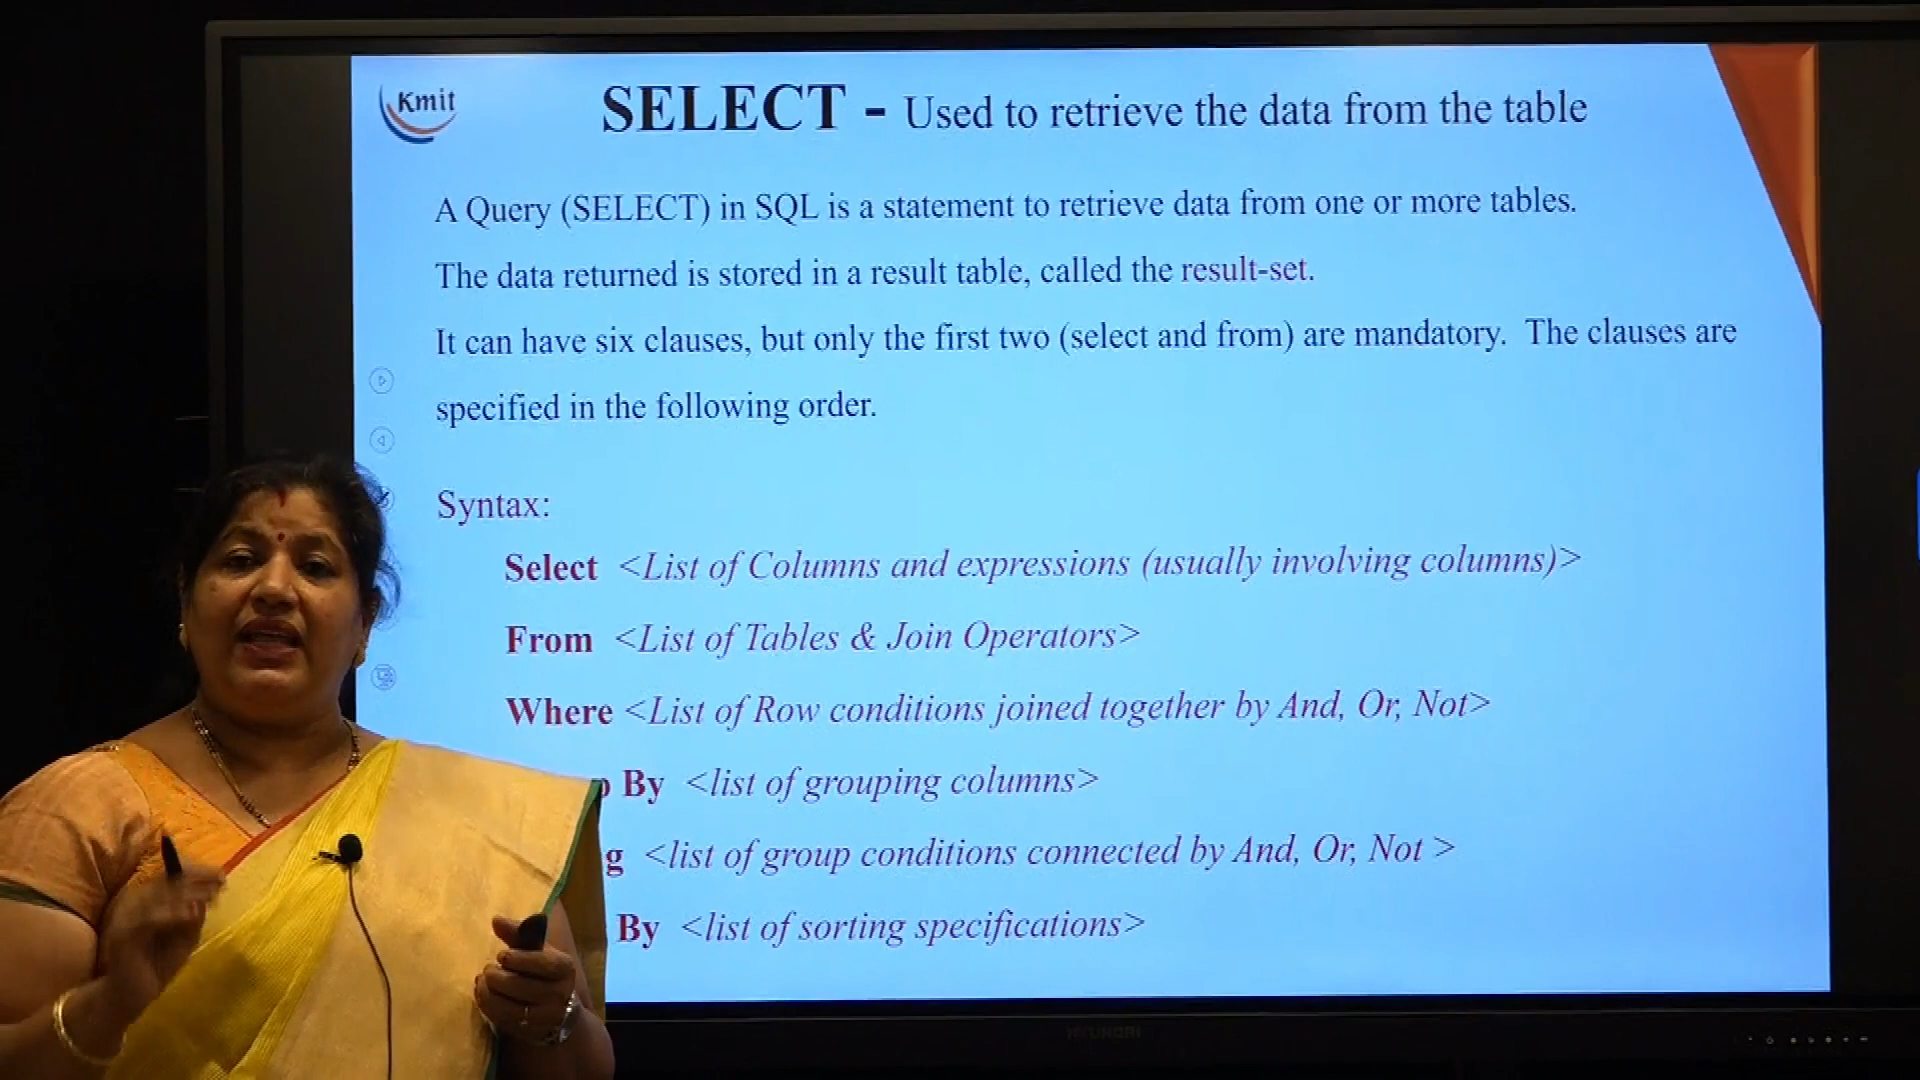 Kmit
SELECT - Used to retrieve the data from the table
A Query (SELECT) in SQL is a statement to retrieve data from one or more tables.
The data returned is stored in a result table, called the result-set.
It can have six clauses, but only the first two (select and from) are mandatory. The clauses are
specified in the following order.
Syntax:
Select <List of Columns and expressions (usually involving columns)>
From <List of Tables & Join Operators>
Where <List of Row conditions joined together by And, Or, Not>
By <list of grouping columns>
g <list of group conditions connected by And, Or, Not >
By <list of sorting specifications>
HYUNDAI